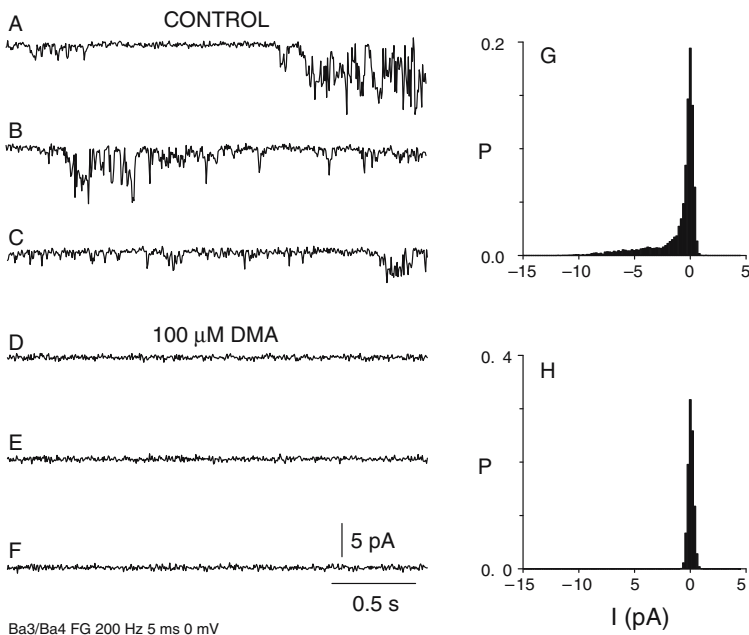 A
CONTROL
B
C
D
100 μM DMA
E
F
5 pA
0.5 s
Ba3/Ba4 FG 200 Hz 5 ms 0 mV
0.2
G
P
0.0
−15
−10
−5
0
5
0. 4
H
P
0. 0
−15
−10
−5
0
5
I (pA)